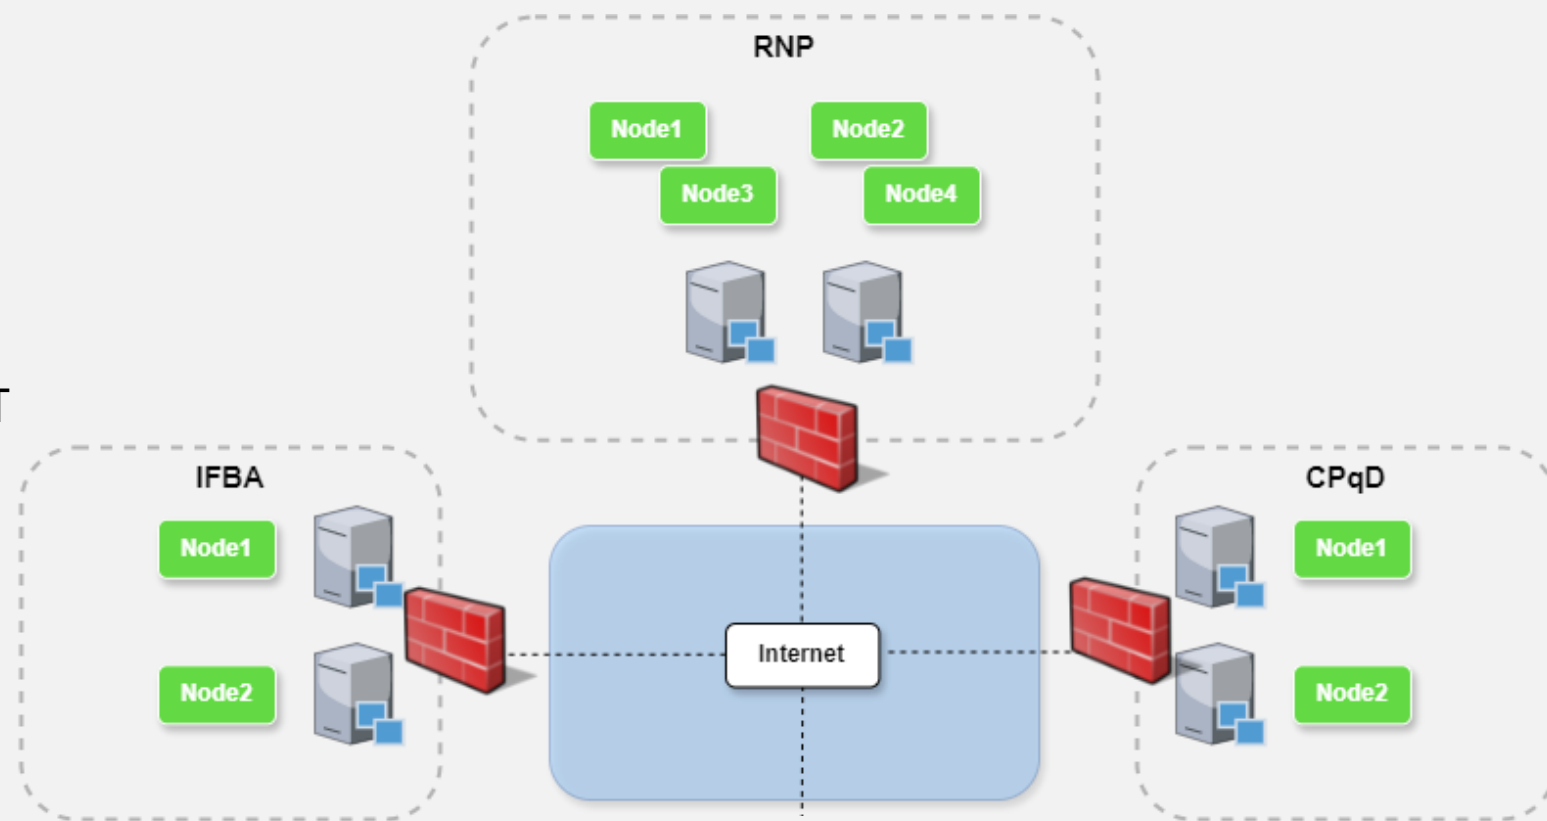 RNP
Node1
Node2
Node3
Node4
T
IFBA
Node1
Node2
Internet
CPqD
Node1
Node2